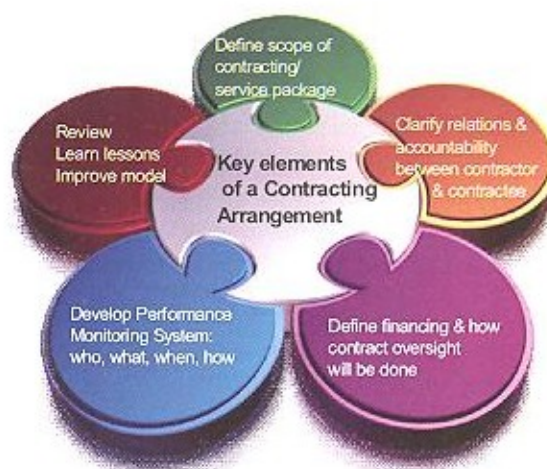 Define scope of
contracting/
service package
Clarify relations &
accountability
between contractor
& contractee
Define financing & how
contract oversight
will be done
Develop Performance
Monitoring System:
who, what, when, how
Review
Learn lessons
Improve model
Key elements
of a Contracting
Arrangement